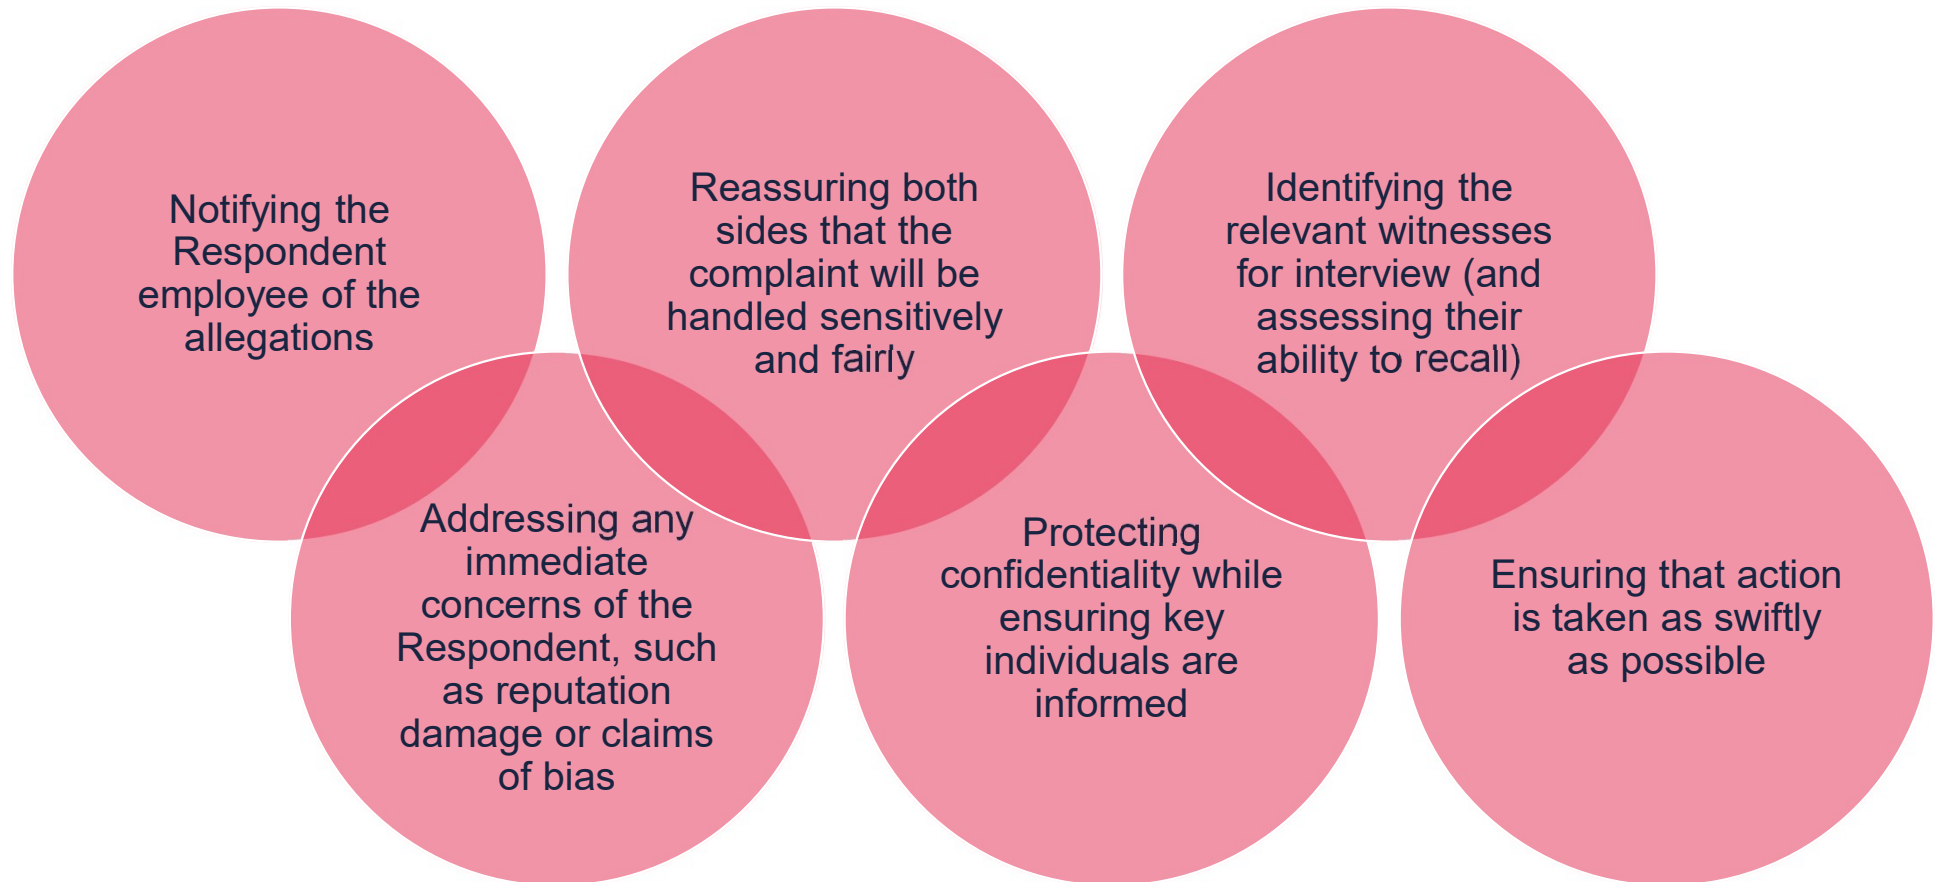 Notifying the
Respondent
employee of the
allegations
Addressing any
immediate
concerns of the
Respondent, such
as reputation
damage or claims
of bias
Reassuring both
sides that the
complaint will be
handled sensitively
and fairly
Protecting
confidentiality while
ensuring key
individuals are
informed
Identifying the
relevant witnesses
for interview (and
assessing their
ability to recall)
Ensuring that action
is taken as swiftly
as possible